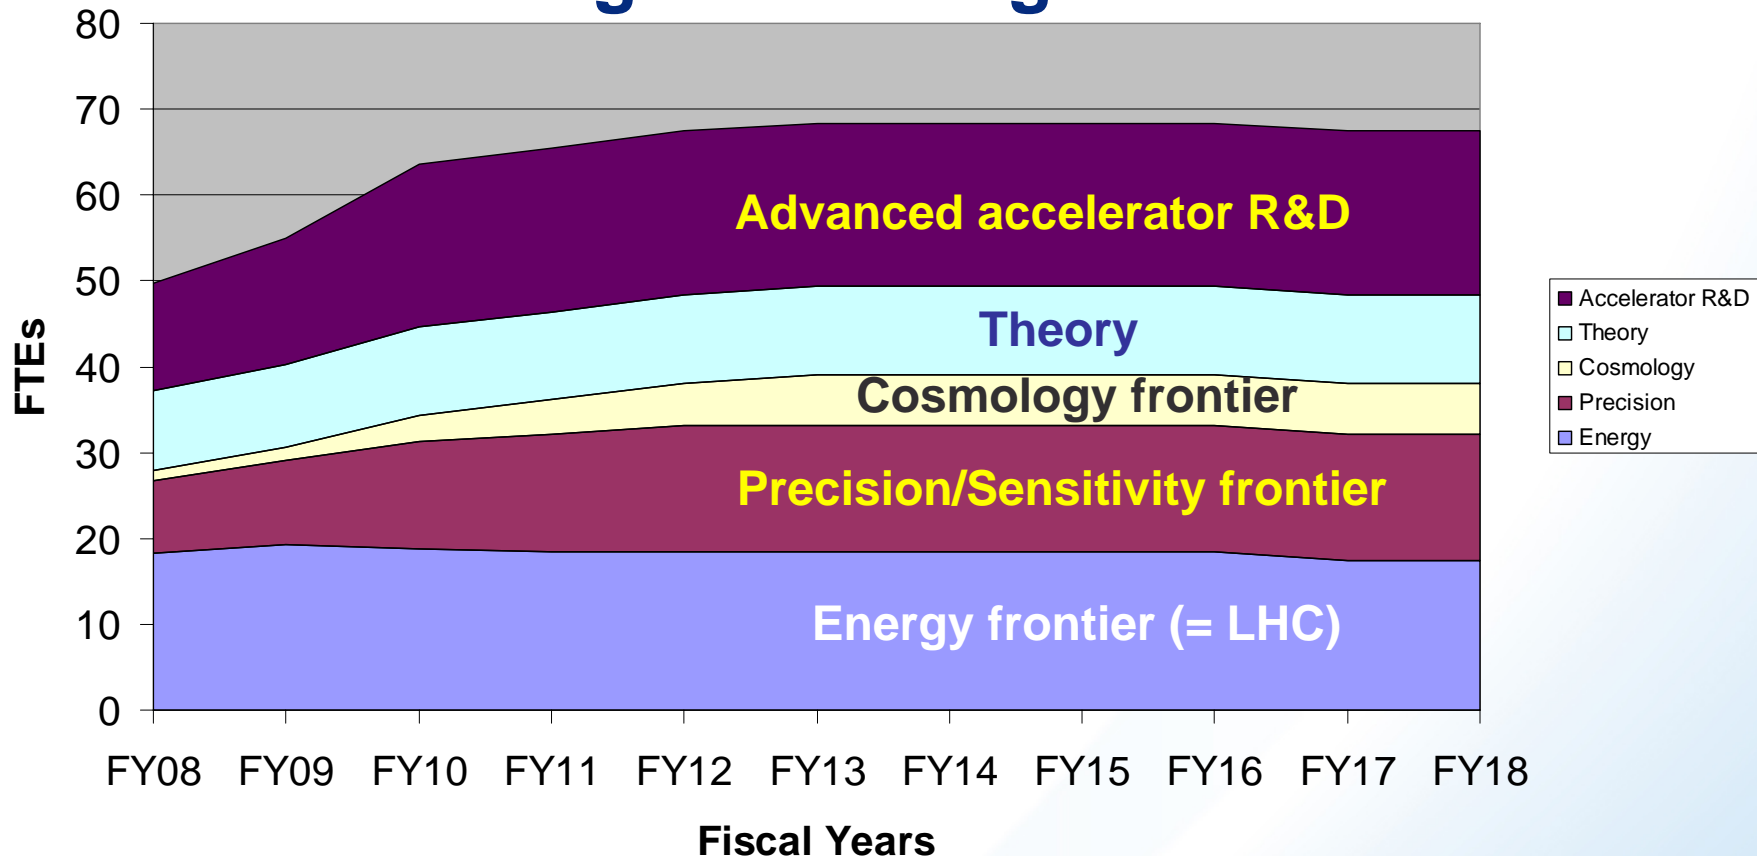 80
70
60
50
40
30
20
10
0
FTEs
Advanced accelerator R&D
Theory
Cosmology frontier
Precision/Sensitivity frontier
Energy frontier (= LHC)
Accelerator R&D
Theory
Cosmology
Precision
Energy
FY08 FY09 FY10 FY11 FY12 FY13 FY14 FY15 FY16 FY17 FY18
Fiscal Years